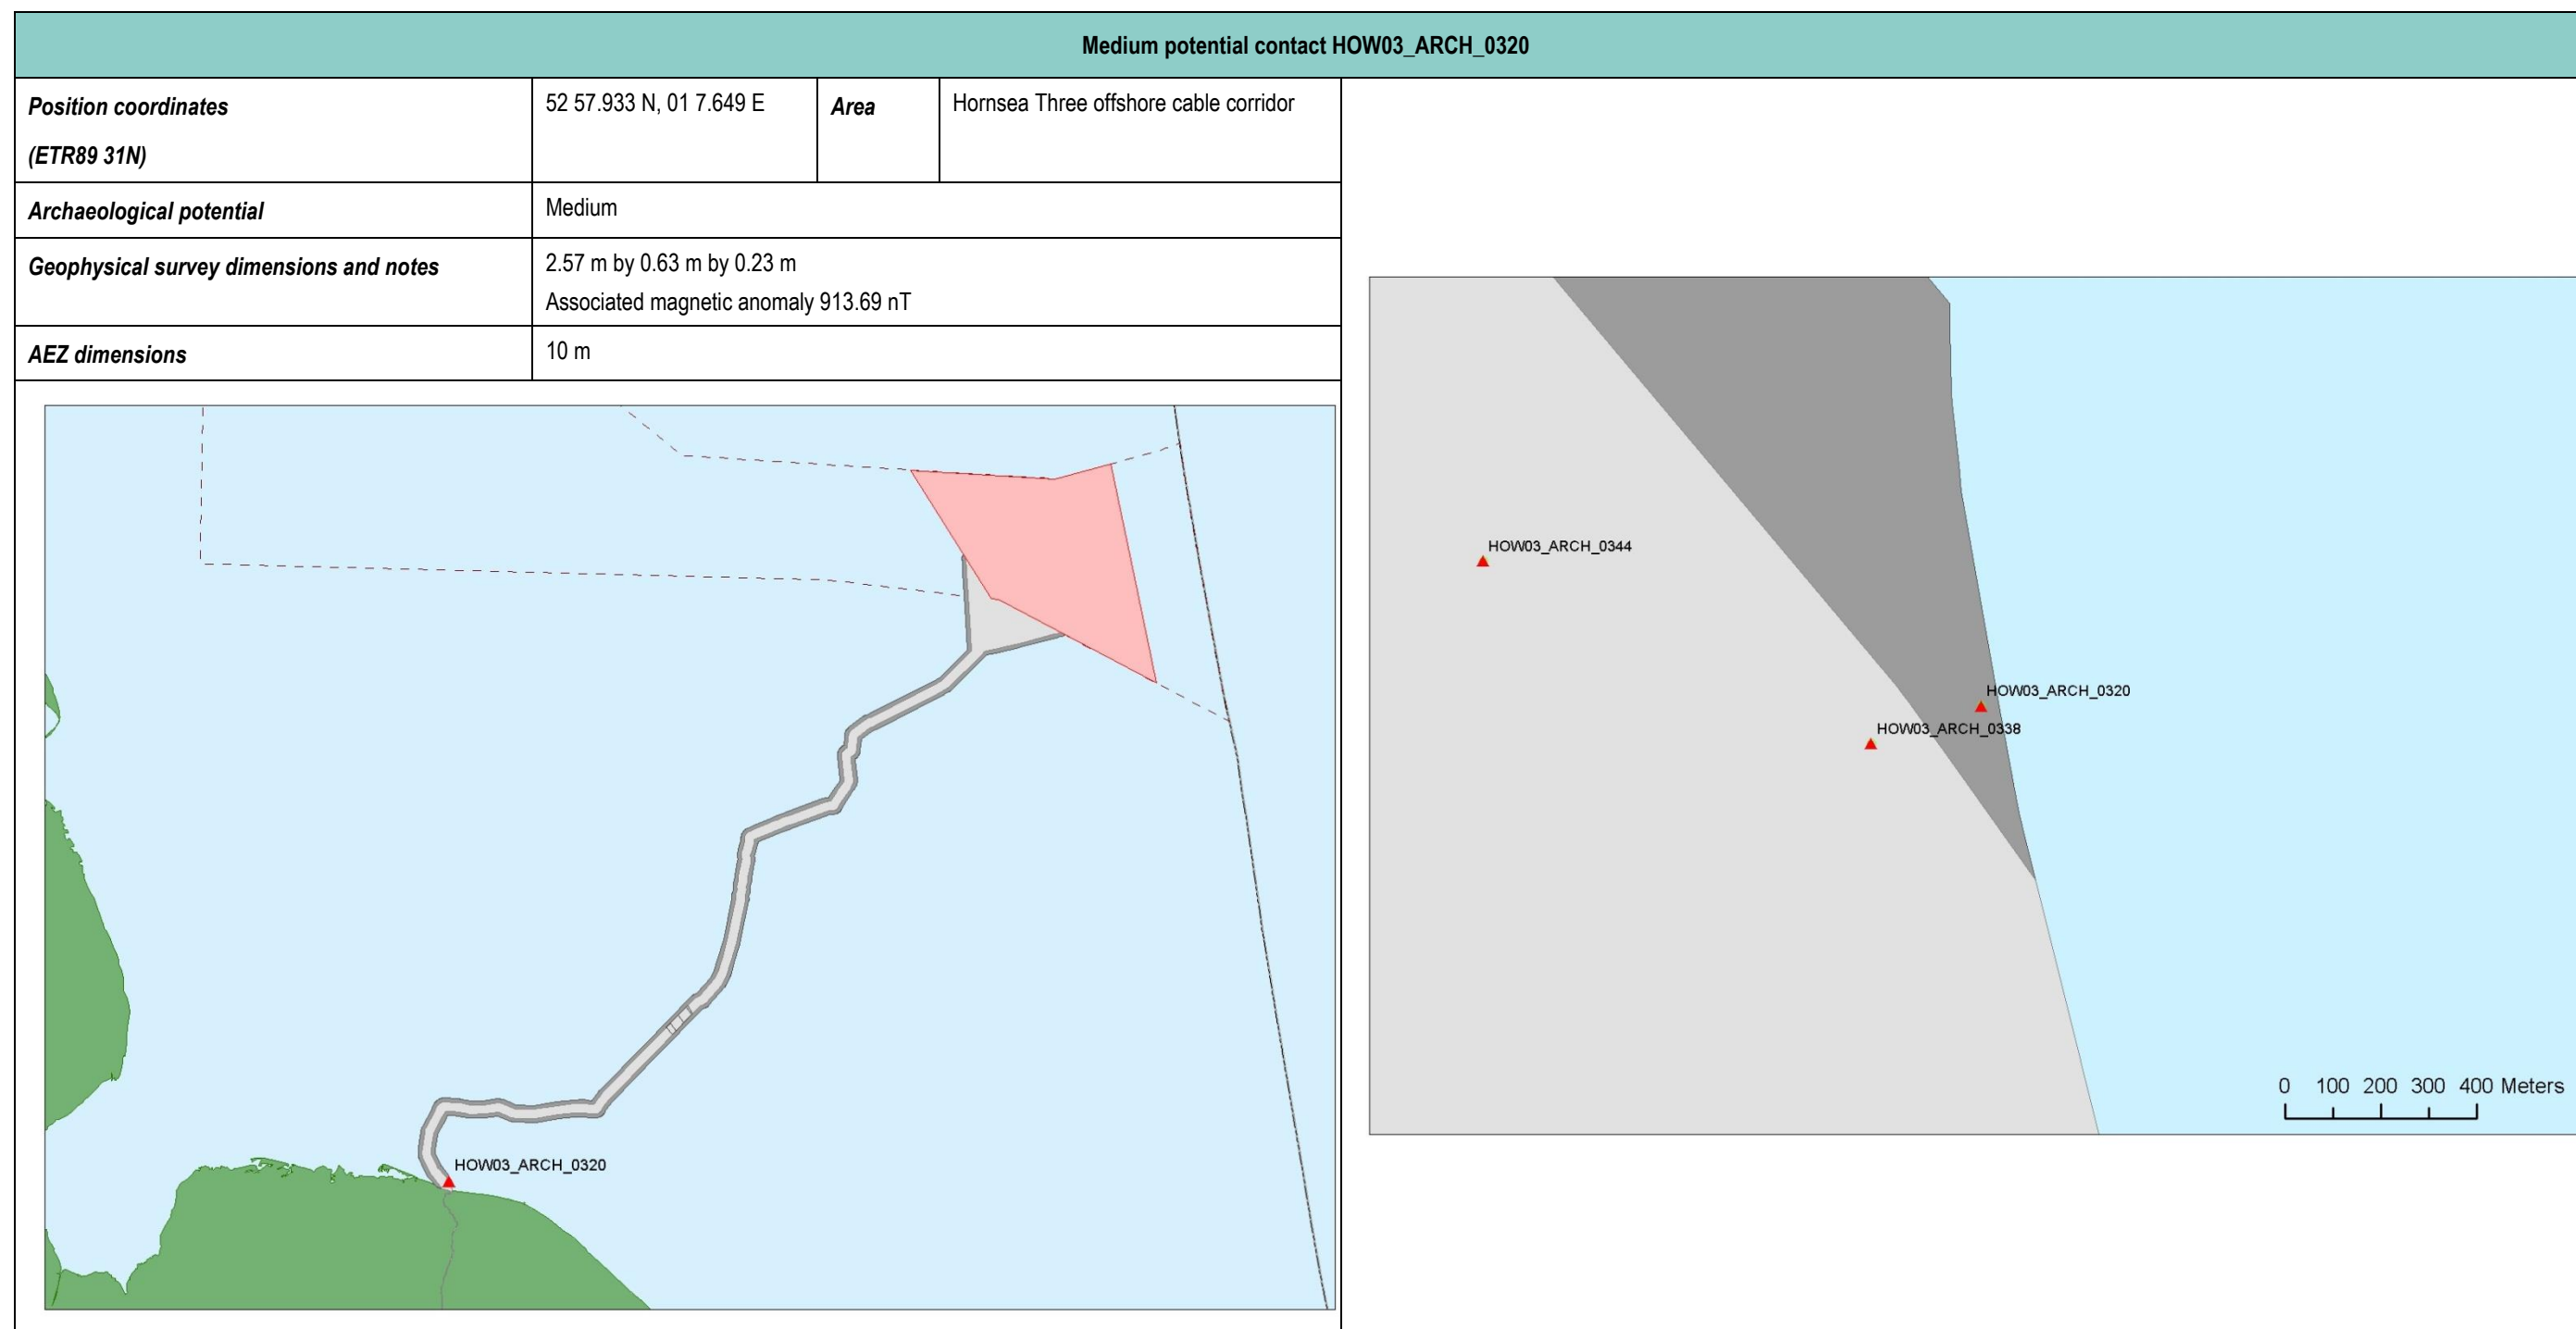 Medium potential contact HOW03_ARCH_0320
Position coordinates
(ETR89 31N)
52 57.933 N, 01 7.649 E
Area
Hornsea Three offshore cable corridor
Archaeological potential
Medium
Geophysical survey dimensions and notes
2.57 m by 0.63 m by 0.23 m
Associated magnetic anomaly 913.69 nT
AEZ dimensions
10 m
HOW03_ARCH_0320
HOW03_ARCH_0344
HOW03_ARCH_0320
HOW03_ARCH_0338
0 100 200 300 400 Meters